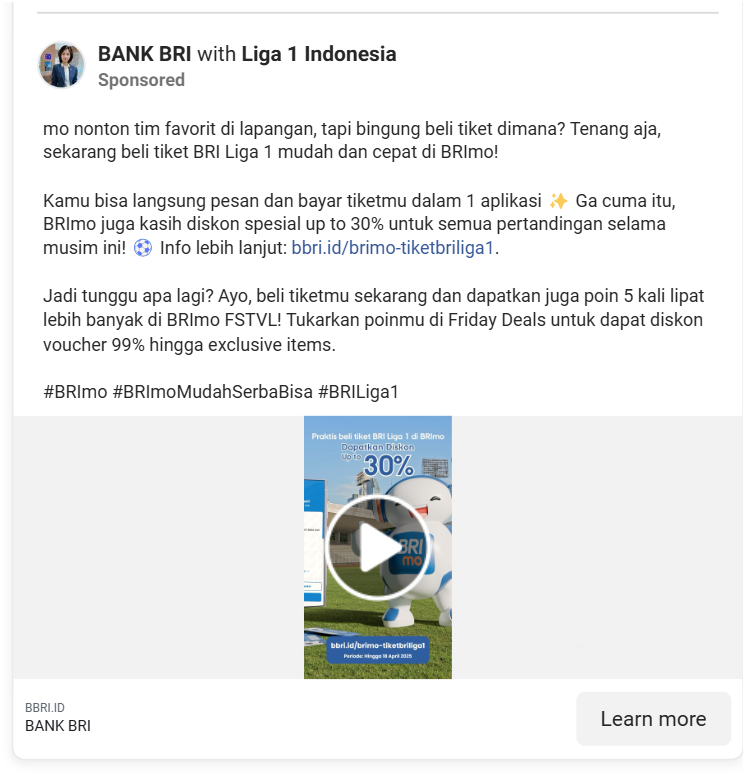 BANK BRI with Liga 1 Indonesia
Sponsored
mo nonton tim favorit di lapangan, tapi bingung beli tiket dimana? Tenang aja,
sekarang beli tiket BRI Liga 1 mudah dan cepat di BRImo!
Kamu bisa langsung pesan dan bayar tiketmu dalam 1 aplikasi ✨ Ga cuma itu,
BRImo juga kasih diskon spesial up to 30% untuk semua pertandingan selama
musim ini! ⚽ Info lebih lanjut: bbri.id/brimo-tiketbriliga1.
Jadi tunggu apa lagi? Ayo, beli tiketmu sekarang dan dapatkan juga poin 5 kali lipat
lebih banyak di BRImo FSTVL! Tukarkan poinmu di Friday Deals untuk dapat diskon
voucher 99% hingga exclusive items.
#BRImo #BRImoMudahSerbaBisa #BRILiga1
Praktis beli tiket BRI Liga 1 di BRImo
Dapatkan Diskon
Up to
30%
BRI
mo
bbri.id/brimo-tiketbriliga1
Periode: Hingga 18 April 2025
BBRI.ID
BANK BRI
Learn more